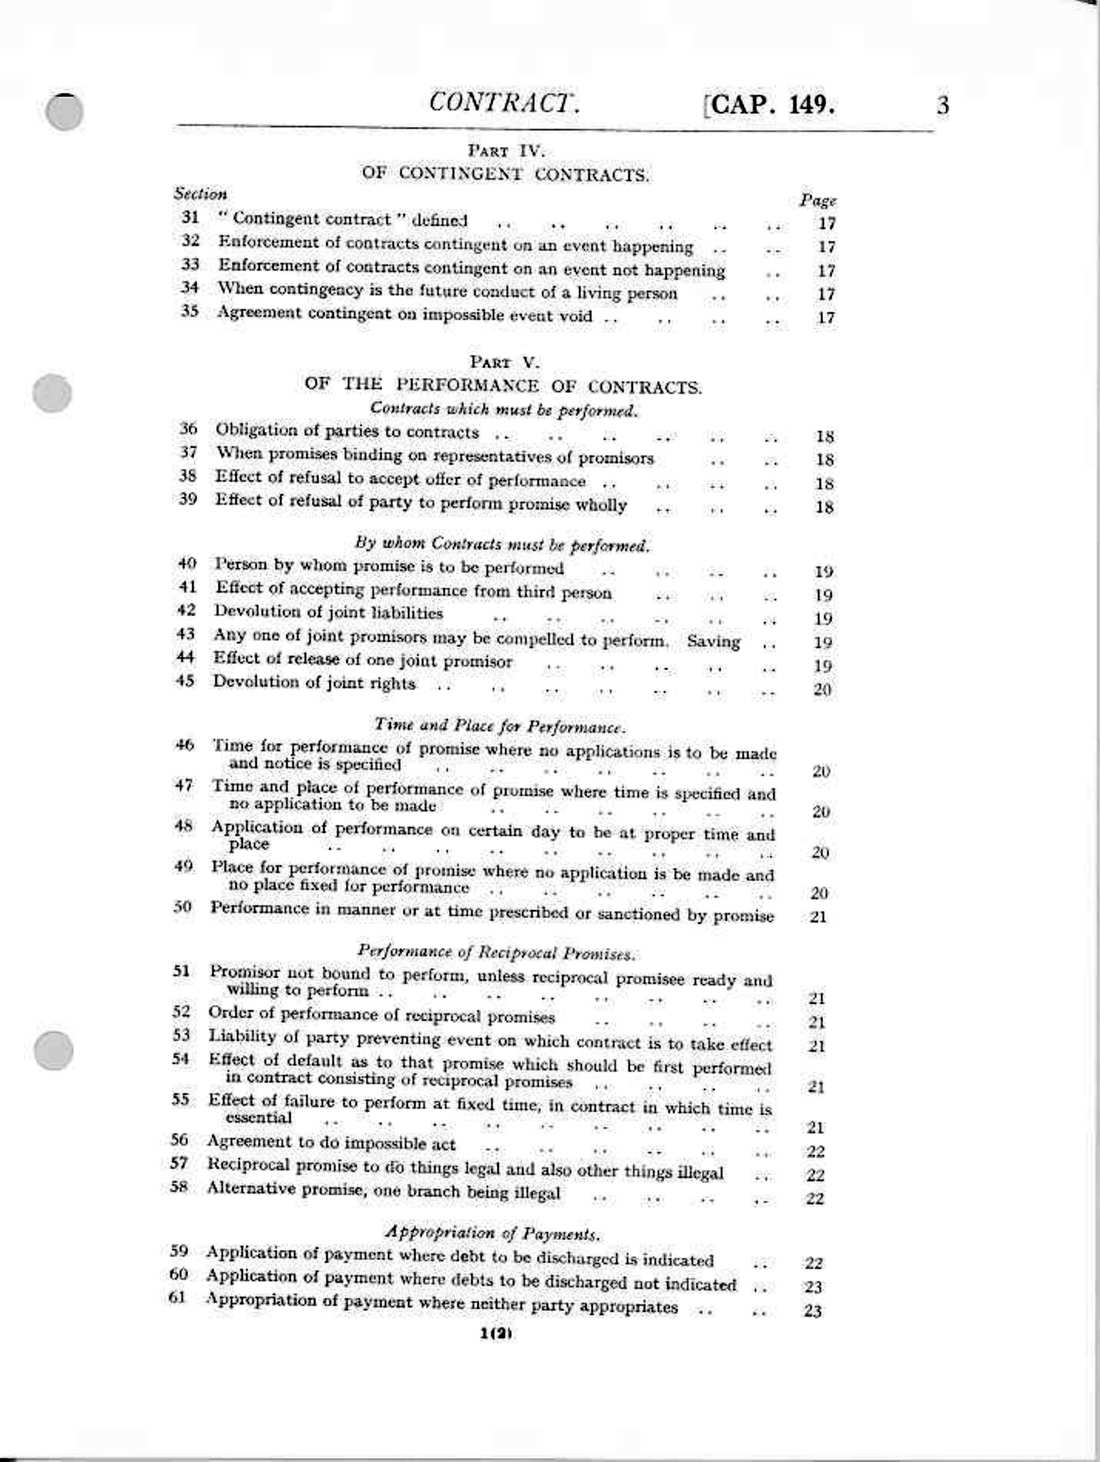 CONTRACT. [CAP. 149. 3
PART IV.
OF CONTINGENT CONTRACTS.
Section Page
31 " Contingent contract " defined .. .. .. .. .. .. 17
32 Enforcement of contracts contingent on an event happening .. .. 17
33 Enforcement of contracts contingent on an event not happening .. 17
34 When contingency is the future conduct of a living person .. .. 17
35 Agreement contingent on impossible event void .. .. .. .. 17
PART V.
OF THE PERFORMANCE OF CONTRACTS.
Contracts which must be performed.
36 Obligation of parties to contracts .. .. .. .. .. .. 18
37 When promises binding on representatives of promisors .. .. 18
38 Effect of refusal to accept offer of performance .. .. .. .. 18
39 Effect of refusal of party to perform promise wholly .. .. .. 18
By whom Contracts must be performed.
40 Person by whom promise is to be performed .. .. .. .. 19
41 Effect of accepting performance from third person .. .. .. 19
42 Devolution of joint liabilities .. .. .. .. .. .. 19
43 Any one of joint promisors may be compelled to perform. Saving .. 19
44 Effect of release of one joint promisor .. .. .. .. .. 19
45 Devolution of joint rights .. .. .. .. .. .. .. 20
Time and Place for Performance.
46 Time for performance of promise where no applications is to be made
and notice is specified .. .. .. .. .. .. .. 20
47 Time and place of performance of promise where time is specified and
no application to be made .. .. .. .. .. .. 20
48 Application of performance on certain day to be at proper time and
place .. .. .. .. .. .. .. .. .. 20
49 Place for performance of promise where no application is be made and
no place fixed for performance .. .. .. .. .. .. 20
50 Performance in manner or at time prescribed or sanctioned by promise 21
Performance of Reciprocal Promises.
51 Promisor not bound to perform, unless reciprocal promisee ready and
willing to perform .. .. .. .. .. .. .. .. 21
52 Order of performance of reciprocal promises .. .. .. .. 21
53 Liability of party preventing event on which contract is to take effect 21
54 Effect of default as to that promise which should be first performed
in contract consisting of reciprocal promises .. .. .. .. 21
55 Effect of failure to perform at fixed time, in contract in which time is
essential .. .. .. .. .. .. .. .. .. 21
56 Agreement to do impossible act .. .. .. .. .. .. 22
57 Reciprocal promise to do things legal and also other things illegal .. 22
58 Alternative promise, one branch being illegal .. .. .. .. 22
Appropriation of Payments.
59 Application of payment where debt to be discharged is indicated .. 22
60 Application of payment where debts to be discharged not indicated .. 23
61 Appropriation of payment where neither party appropriates .. .. 23
1(2)